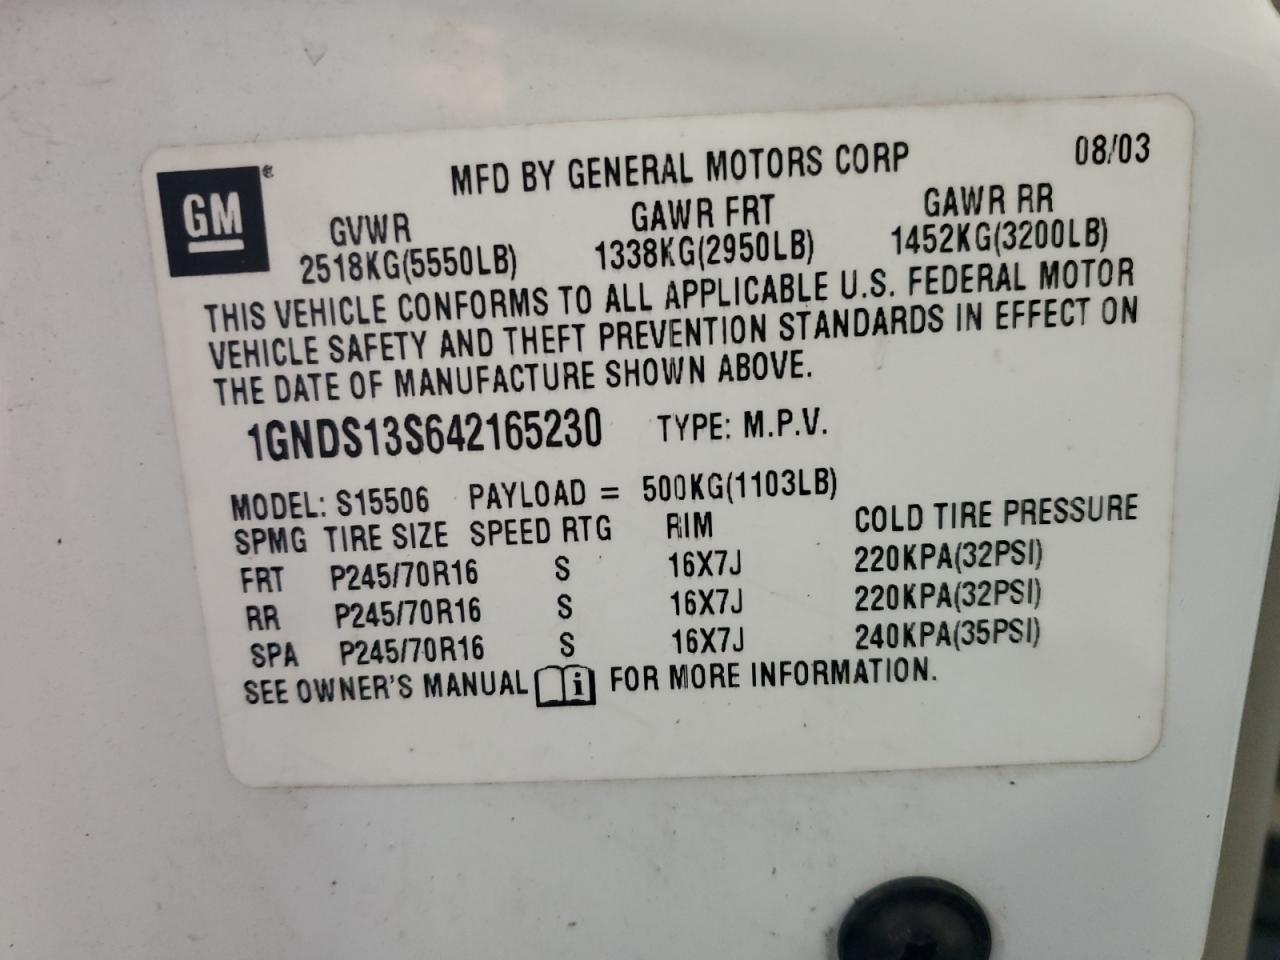 GM®
MFD BY GENERAL MOTORS CORP 08/03
GVWR GAWR FRT GAWR RR
2518KG(5550LB) 1338KG(2950LB) 1452KG(3200LB)
THIS VEHICLE CONFORMS TO ALL APPLICABLE U.S. FEDERAL MOTOR
VEHICLE SAFETY AND THEFT PREVENTION STANDARDS IN EFFECT ON
THE DATE OF MANUFACTURE SHOWN ABOVE.
1GNDS13S642165230 TYPE: M.P.V.
MODEL: S15506 PAYLOAD = 500KG(1103LB)
SPMG TIRE SIZE SPEED RTG RIM COLD TIRE PRESSURE
FRT P245/70R16 S 16X7J 220KPA(32PSI)
RR P245/70R16 S 16X7J 220KPA(32PSI)
SPA P245/70R16 S 16X7J 240KPA(35PSI)
SEE OWNER'S MANUAL i FOR MORE INFORMATION.